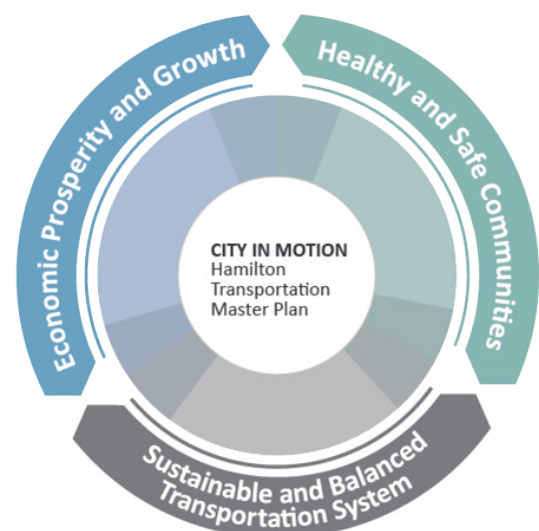 Economic Prosperity and Growth
Healthy and Safe Communities
CITY IN MOTION
Hamilton
Transportation
Master Plan
Sustainable and Balanced
Transportation System